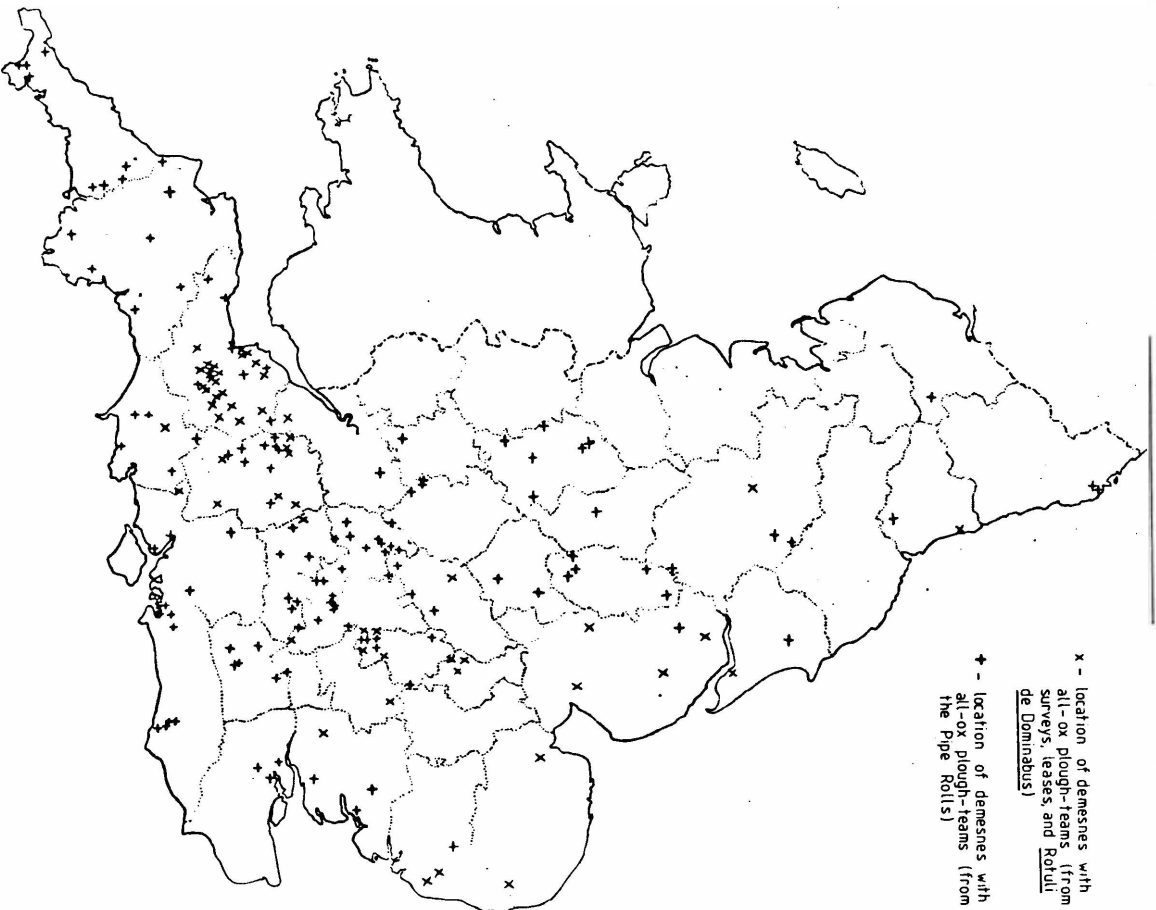 x - location of demesnes with
all-ox plough-teams (from
surveys, leases, and Rotuli
de Dominabus)
+ - location of demesnes with
all-ox plough-teams (from
the Pipe Rolls)